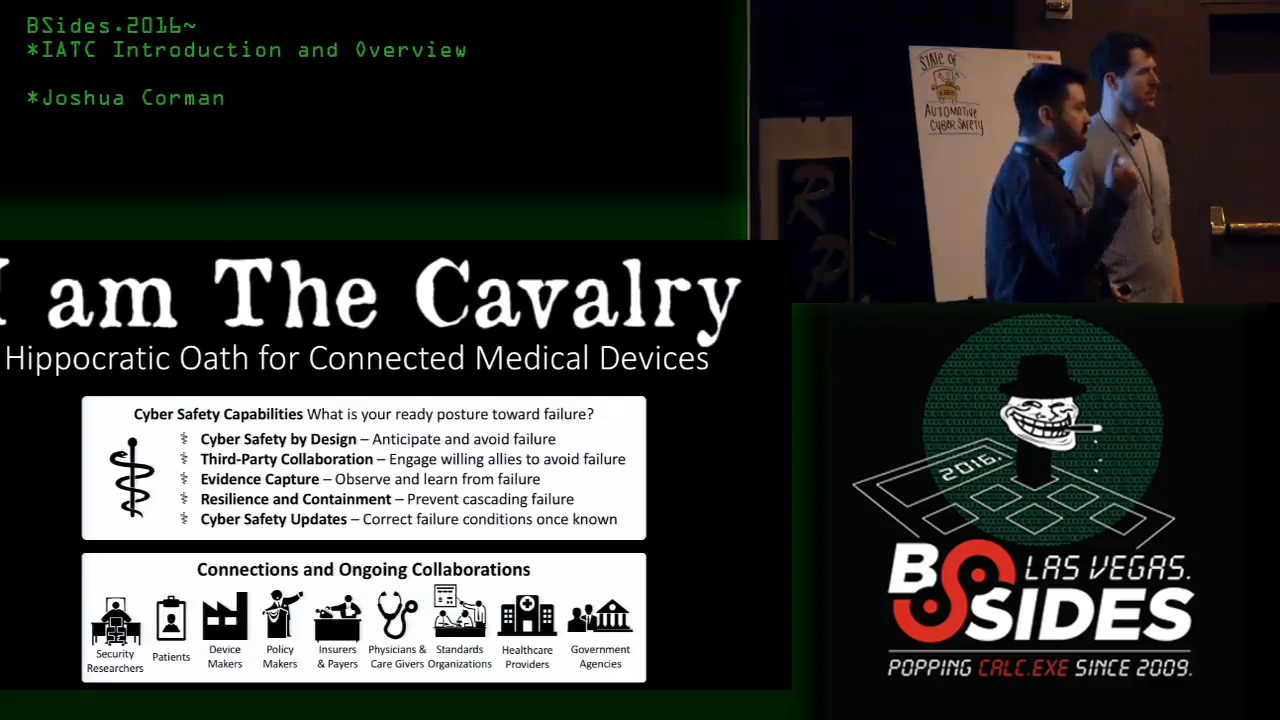 BSides.2016~
*IATC Introduction and Overview
*Joshua Corman
STATE OF
AUTOMOTIVE
CYBER SAFETY
RP
I am The Cavalry
Hippocratic Oath for Connected Medical Devices
Cyber Safety Capabilities What is your ready posture toward failure?
Cyber Safety by Design – Anticipate and avoid failure
Third-Party Collaboration – Engage willing allies to avoid failure
Evidence Capture – Observe and learn from failure
Resilience and Containment – Prevent cascading failure
Cyber Safety Updates – Correct failure conditions once known
Connections and Ongoing Collaborations
Security
Researchers
Patients
Device
Makers
Policy
Makers
Insurers
& Payers
Physicians &
Care Givers
Standards
Organizations
Healthcare
Providers
Government
Agencies
2016.
BSIDES
LAS VEGAS.
POPPING CALC.EXE SINCE 2009.